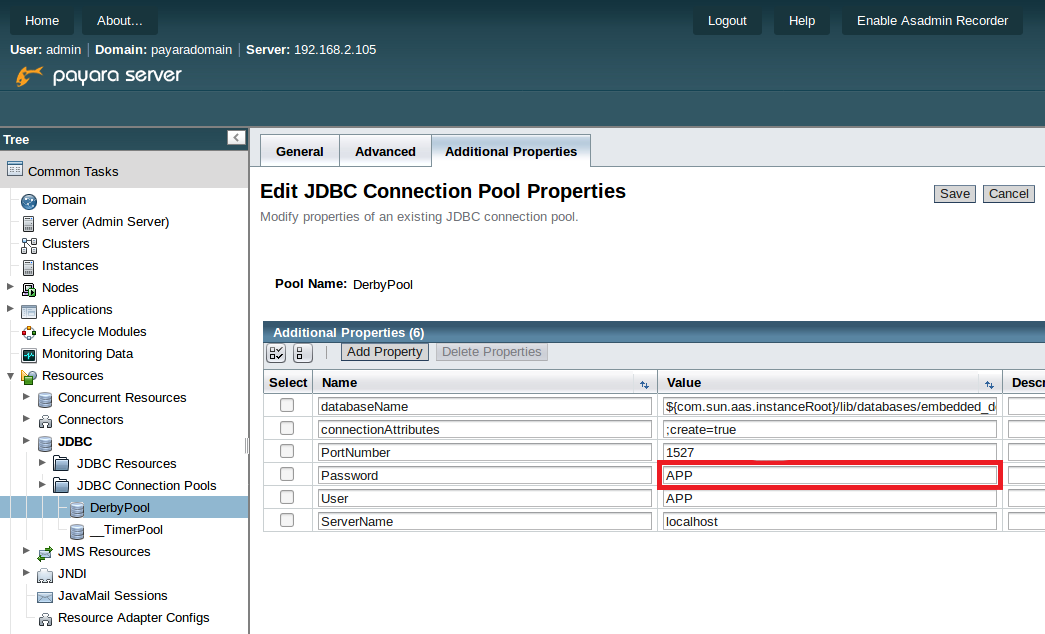 Home About... Logout Help Enable Asadmin Recorder
User: admin | Domain: payaradomain | Server: 192.168.2.105
payara server
Tree
Common Tasks
Domain
server (Admin Server)
Clusters
Instances
Nodes
Applications
Lifecycle Modules
Monitoring Data
Resources
Concurrent Resources
Connectors
JDBC
JDBC Resources
JDBC Connection Pools
DerbyPool
__TimerPool
JMS Resources
JNDI
JavaMail Sessions
Resource Adapter Configs
General Advanced Additional Properties
Edit JDBC Connection Pool Properties
Save Cancel
Modify properties of an existing JDBC connection pool.
Pool Name: DerbyPool
Additional Properties (6)
Add Property Delete Properties
Select Name Value Descr
databaseName ${com.sun.aas.instanceRoot}/lib/databases/embedded_d
connectionAttributes ;create=true
PortNumber 1527
Password APP
User APP
ServerName localhost